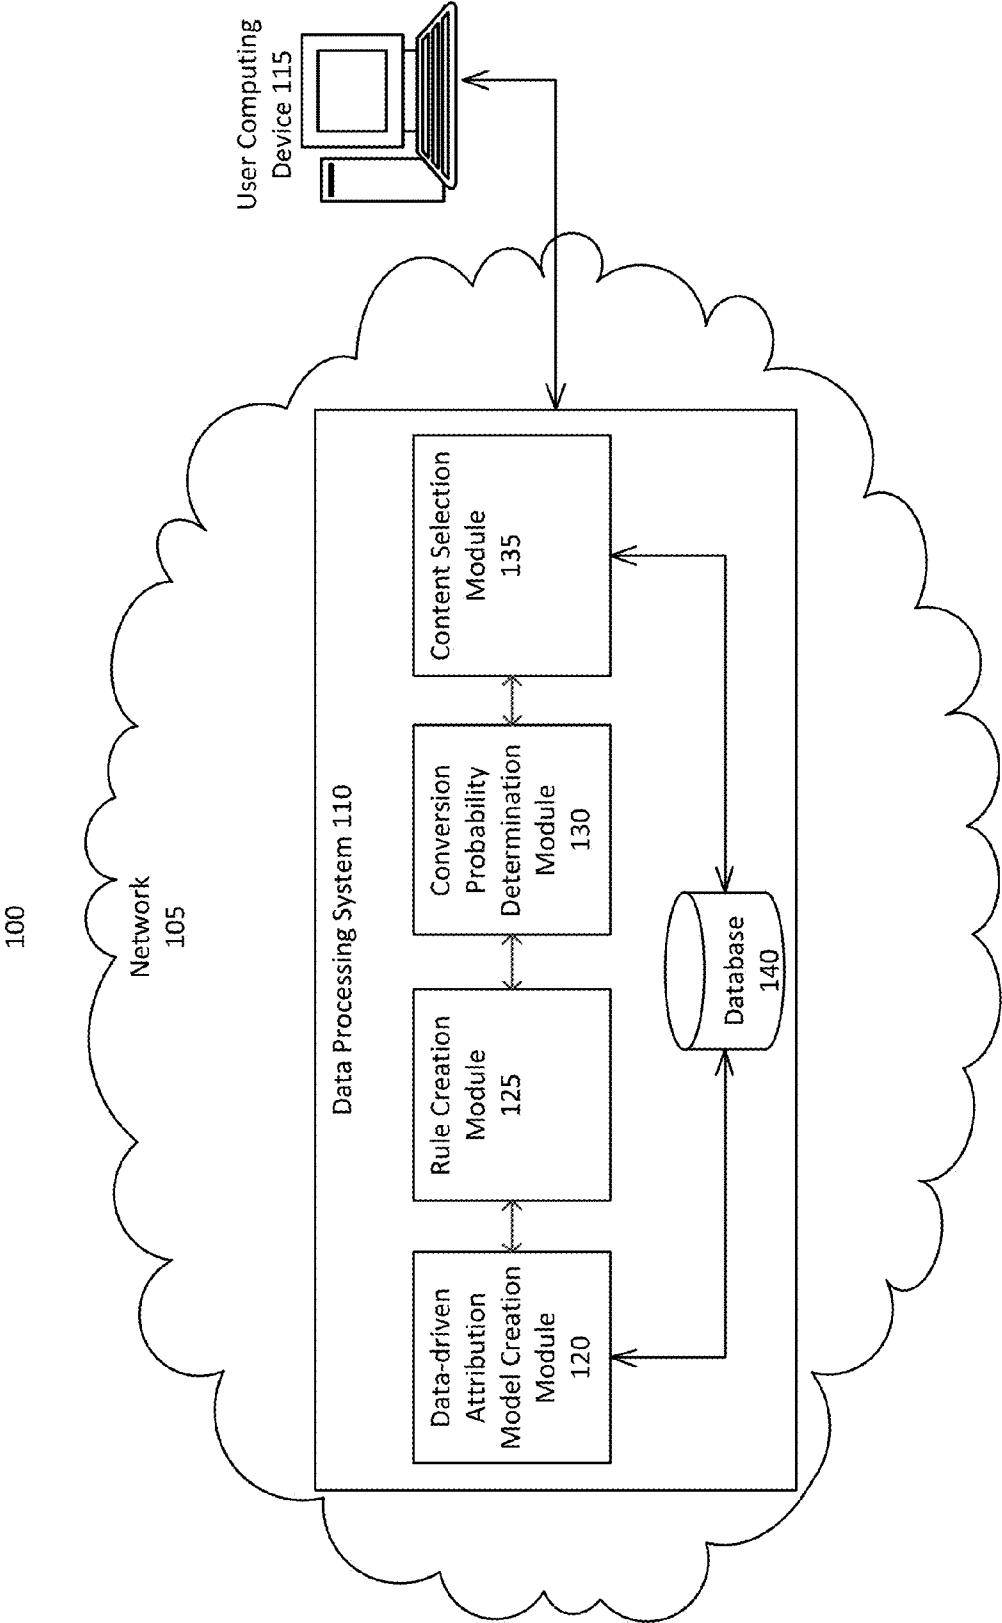 100
Network
105
User Computing
Device 115
Data Processing System 110
Data-driven
Attribution
Model Creation
Module
120
Rule Creation
Module
125
Conversion
Probability
Determination
Module
130
Content Selection
Module
135
Database
140